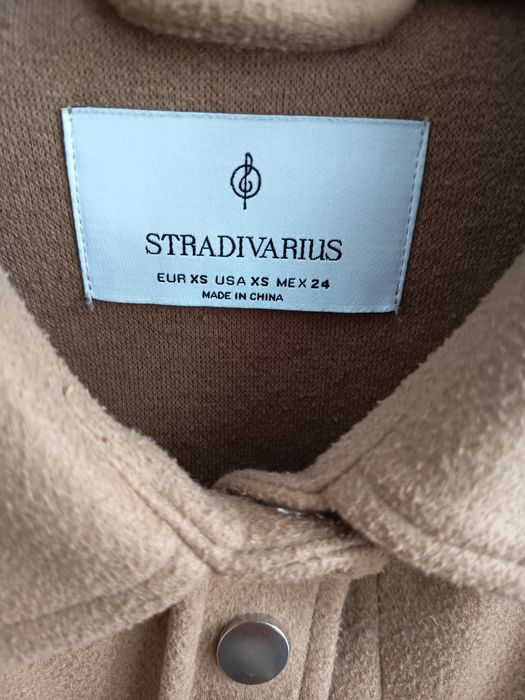 STRADIVARIUS
EUR XS USA XS MEX 24
MADE IN CHINA